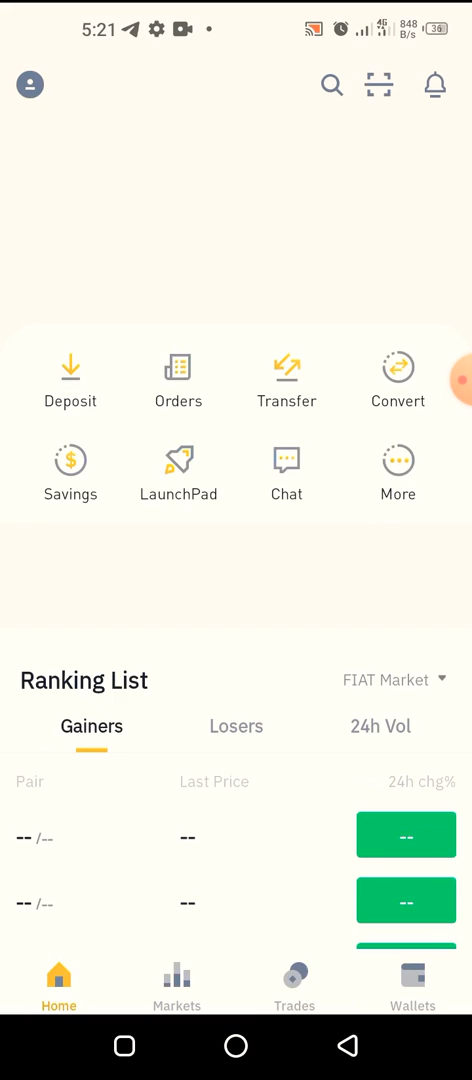 5:21 4G 848 B/s 36
Deposit Orders Transfer Convert
Savings LaunchPad Chat More
Ranking List FIAT Market
Gainers Losers 24h Vol
Pair Last Price 24h chg%
-- /-- -- --
-- /-- -- --
Home Markets Trades Wallets